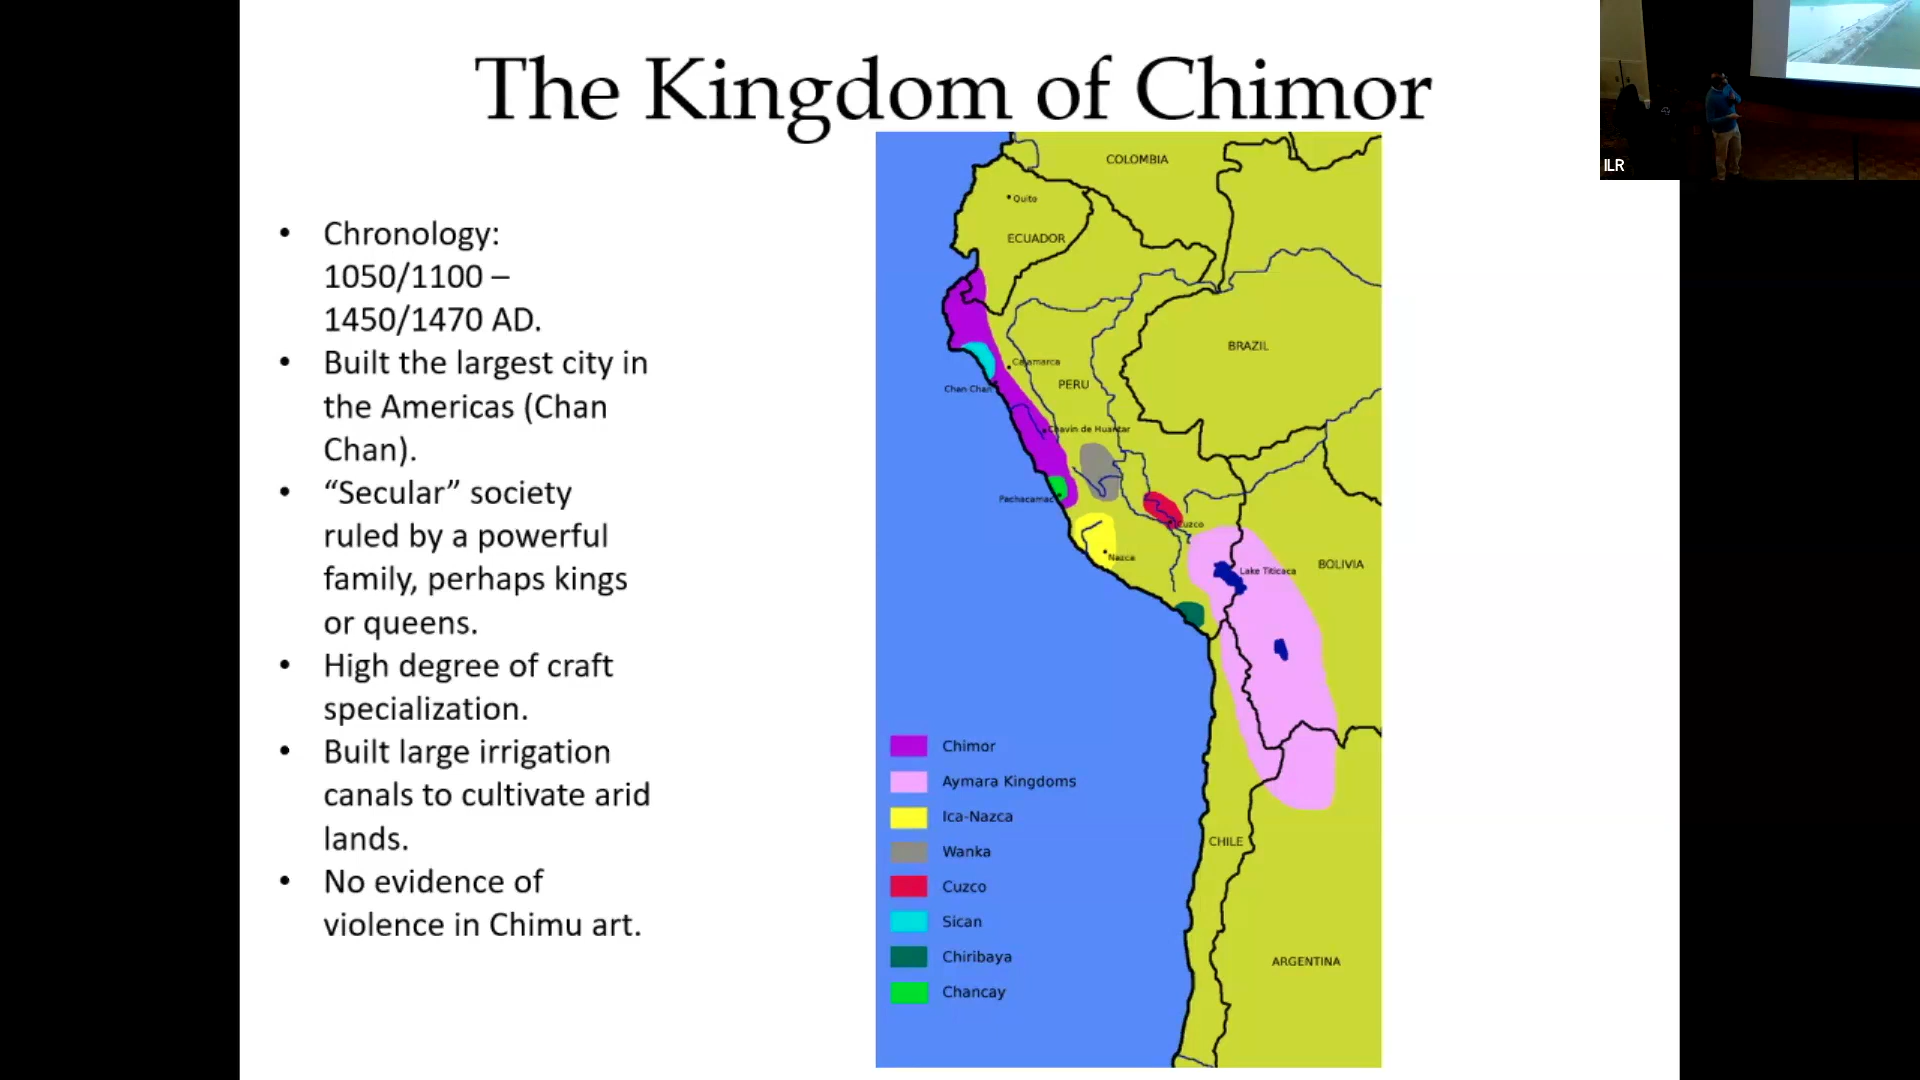 The Kingdom of Chimor
ILR
• Chronology:
1050/1100 –
1450/1470 AD.
• Built the largest city in
the Americas (Chan
Chan).
• “Secular” society
ruled by a powerful
family, perhaps kings
or queens.
• High degree of craft
specialization.
• Built large irrigation
canals to cultivate arid
lands.
• No evidence of
violence in Chimu art.
COLOMBIA
Quito
ECUADOR
BRAZIL
Cajamarca
PERU
Chan Chan
Chavin de Huantar
Pachacamac
Cuzco
Nazca
BOLIVIA
Lake Titicaca
Chimor
Aymara Kingdoms
Ica-Nazca
Wanka
Cuzco
Sican
Chiribaya
Chancay
CHILE
ARGENTINA